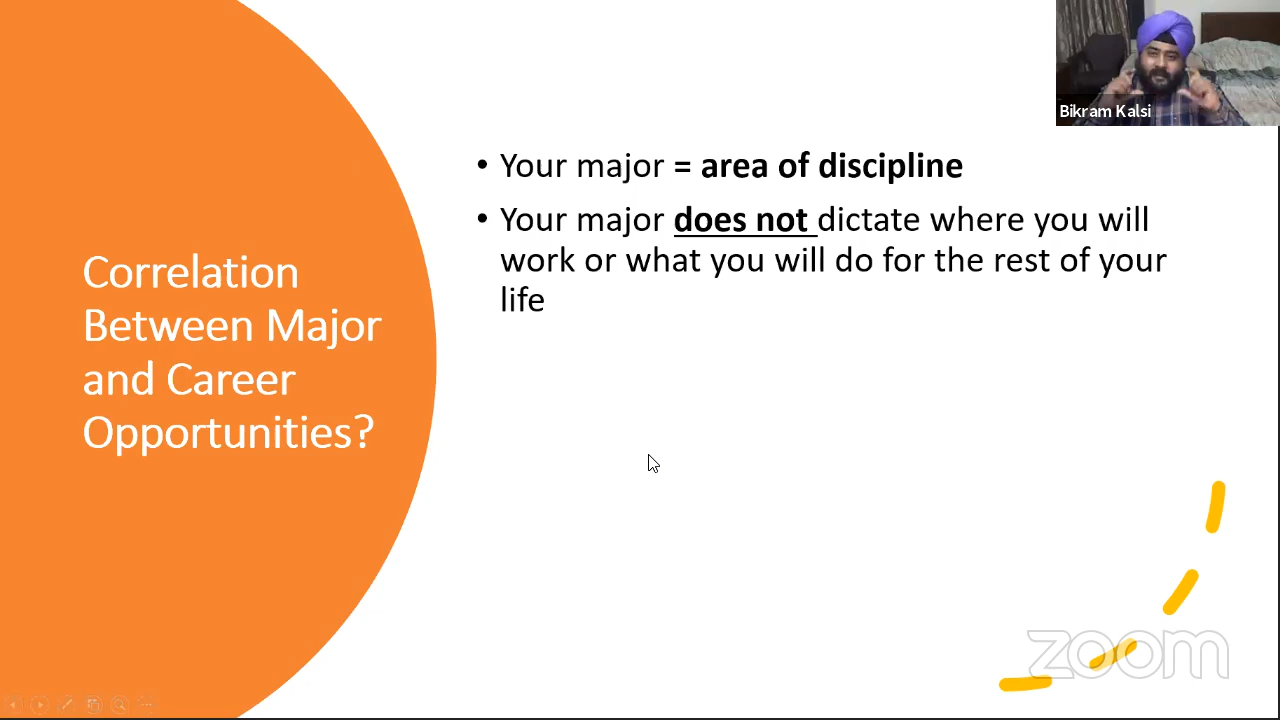 Bikram Kalsi
• Your major = area of discipline
• Your major does not dictate where you will
work or what you will do for the rest of your
life
Correlation
Between Major
and Career
Opportunities?
zoom